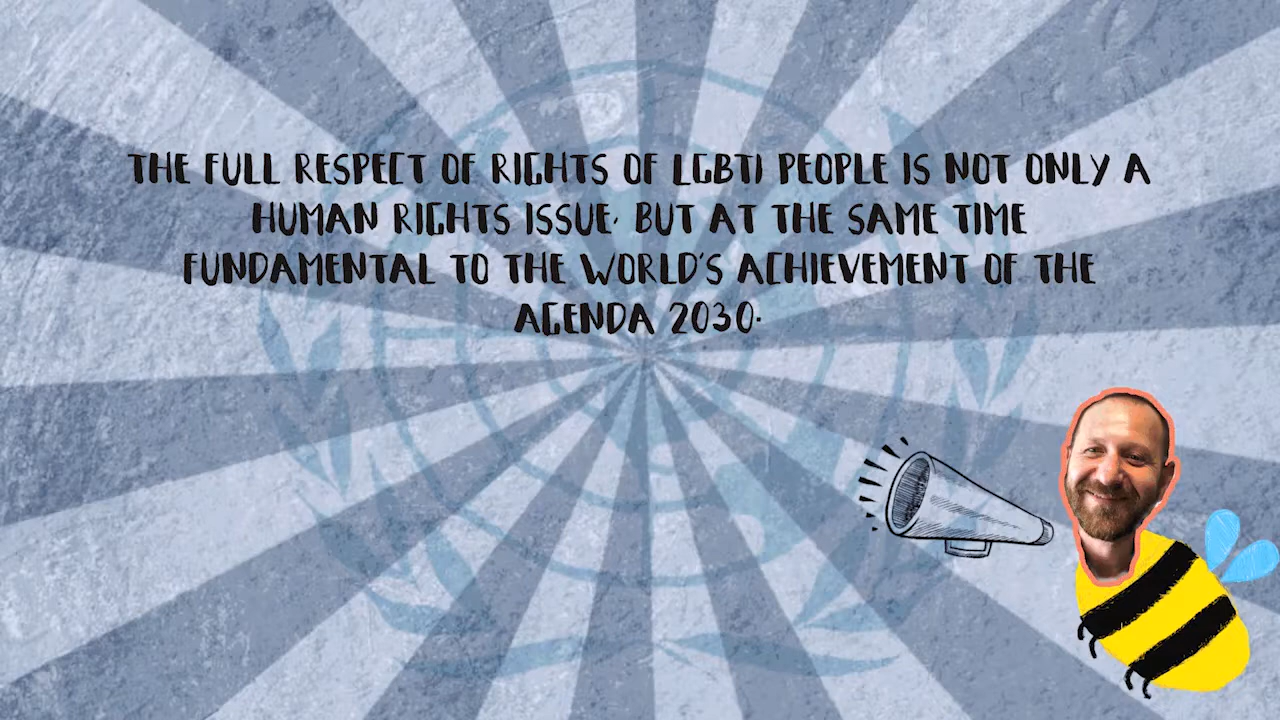 THE FULL RESPECT OF RIGHTS OF LGBTI PEOPLE IS NOT ONLY A
HUMAN RIGHTS ISSUE, BUT AT THE SAME TIME
FUNDAMENTAL TO THE WORLD'S ACHIEVEMENT OF THE
AGENDA 2030.